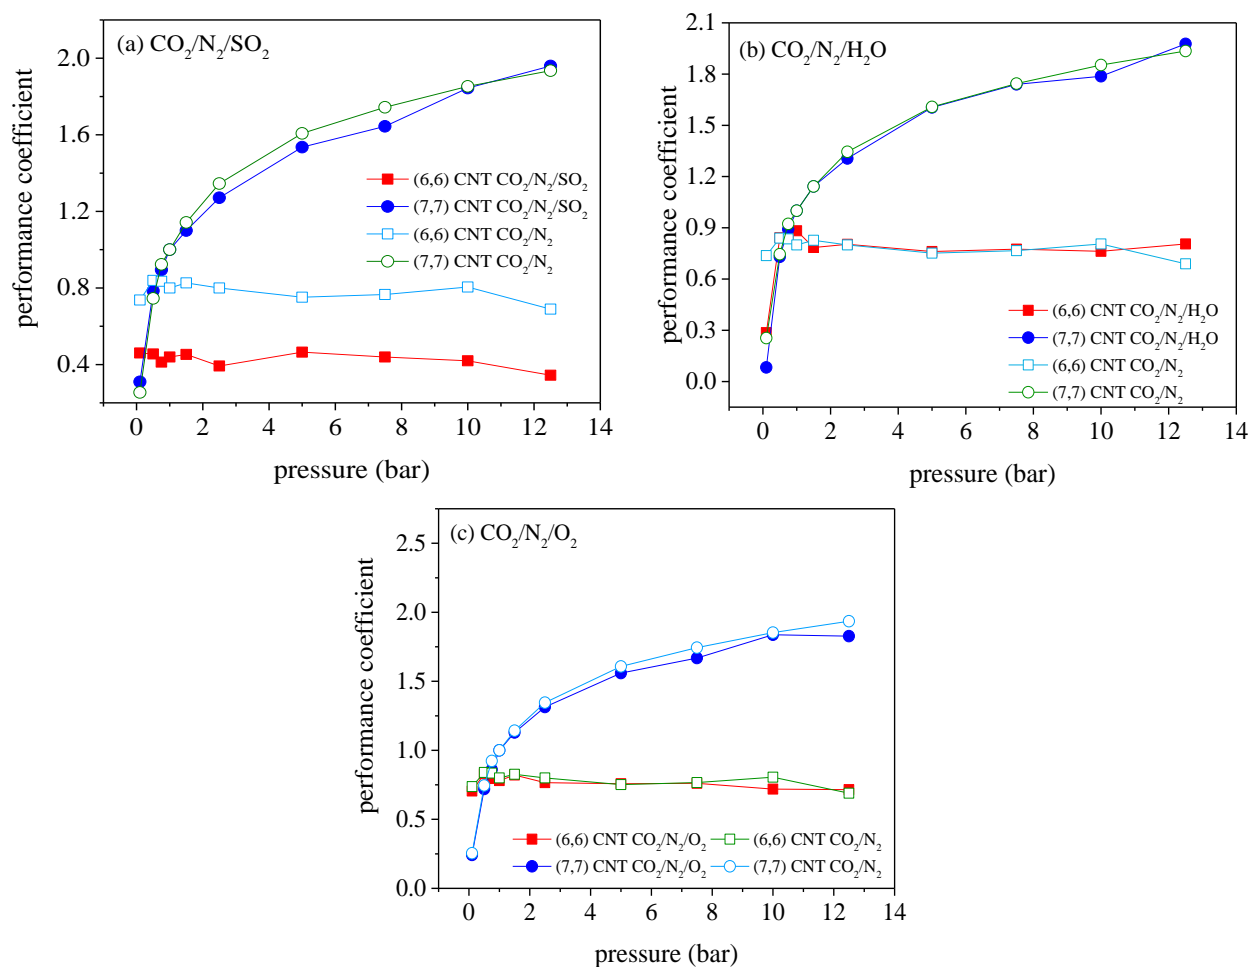 (a) CO₂/N₂/SO₂
performance coefficient
2.0
1.6
1.2
0.8
0.4
(6,6) CNT CO₂/N₂/SO₂
(7,7) CNT CO₂/N₂/SO₂
(6,6) CNT CO₂/N₂
(7,7) CNT CO₂/N₂
0 2 4 6 8 10 12 14
pressure (bar)
(b) CO₂/N₂/H₂O
performance coefficient
2.1
1.8
1.5
1.2
0.9
0.6
0.3
0.0
(6,6) CNT CO₂/N₂/H₂O
(7,7) CNT CO₂/N₂/H₂O
(6,6) CNT CO₂/N₂
(7,7) CNT CO₂/N₂
0 2 4 6 8 10 12 14
pressure (bar)
(c) CO₂/N₂/O₂
performance coefficient
2.5
2.0
1.5
1.0
0.5
0.0
(6,6) CNT CO₂/N₂/O₂ (6,6) CNT CO₂/N₂
(7,7) CNT CO₂/N₂/O₂ (7,7) CNT CO₂/N₂
0 2 4 6 8 10 12 14
pressure (bar)